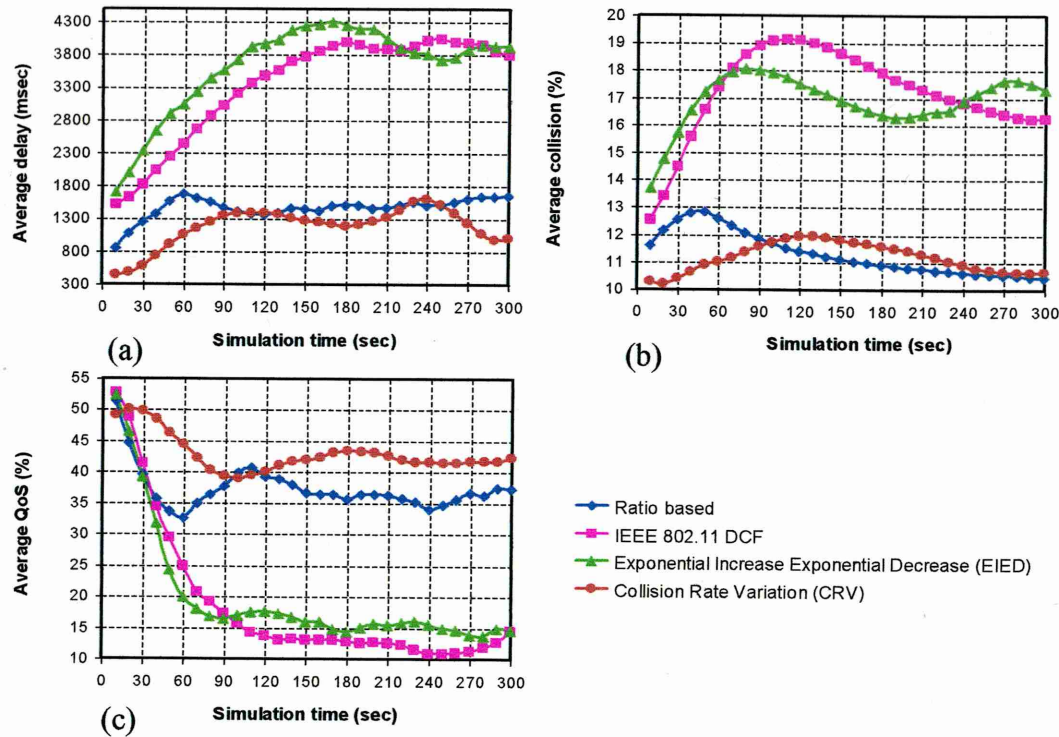 Average delay (msec)
4300
3800
3300
2800
2300
1800
1300
800
300
0 30 60 90 120 150 180 210 240 270 300
Simulation time (sec)
(a)
Average collision (%)
20
19
18
17
16
15
14
13
12
11
10
0 30 60 90 120 150 180 210 240 270 300
Simulation time (sec)
(b)
Average QoS (%)
55
50
45
40
35
30
25
20
15
10
0 30 60 90 120 150 180 210 240 270 300
Simulation time (sec)
(c)
Ratio based
IEEE 802.11 DCF
Exponential Increase Exponential Decrease (EIED)
Collision Rate Variation (CRV)